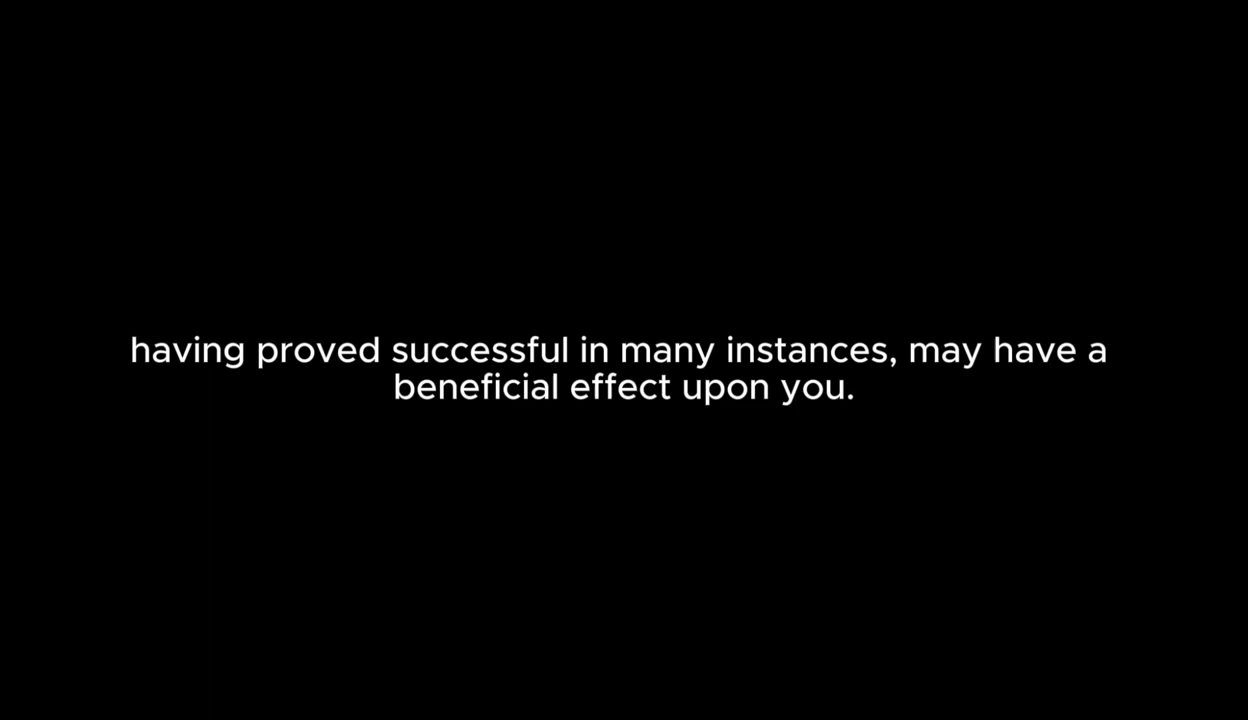 having proved successful in many instances, may have a
beneficial effect upon you.